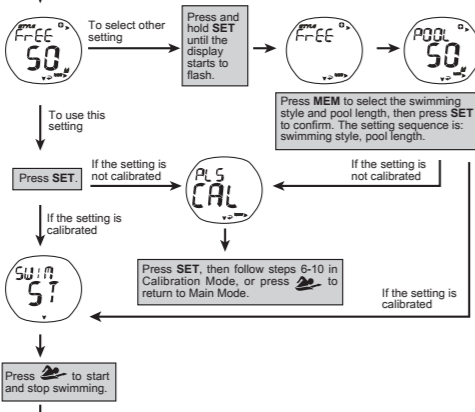 STYLE
FrEE
50
To select other
setting
Press and
hold SET
until the
display
starts to
flash.
FrEE
POOL
50
M
To use this
setting
Press MEM to select the swimming
style and pool length, then press SET
to confirm. The setting sequence is:
swimming style, pool length.
Press SET.
If the setting is
not calibrated
PLS
CAL
If the setting is
not calibrated
If the setting is
calibrated
SWIM
ST
Press SET, then follow steps 6-10 in
Calibration Mode, or press to
return to Main Mode.
If the setting is
calibrated
Press to start
and stop swimming.